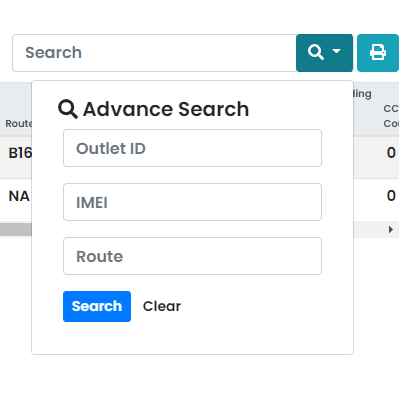 Search
ding
Advance Search
CC
Route
Cou
Outlet ID
B16
0
IMEI
NA
0
Route
Search Clear